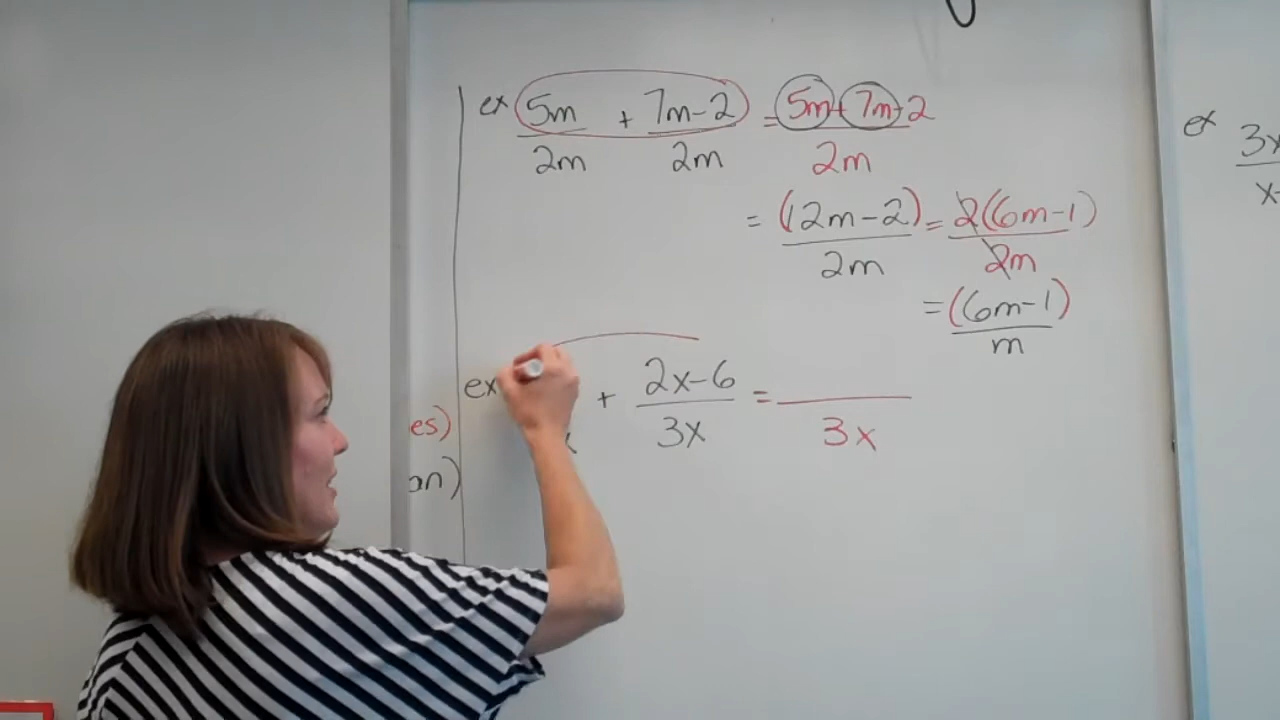 ex 5m/2m + 7m-2/2m = 5m+7m-2/2m
= (12m-2)/2m = 2(6m-1)/2m
= (6m-1)/m
ex + 2x-6/3x = /3x
es)
an)
ex 3x/x-